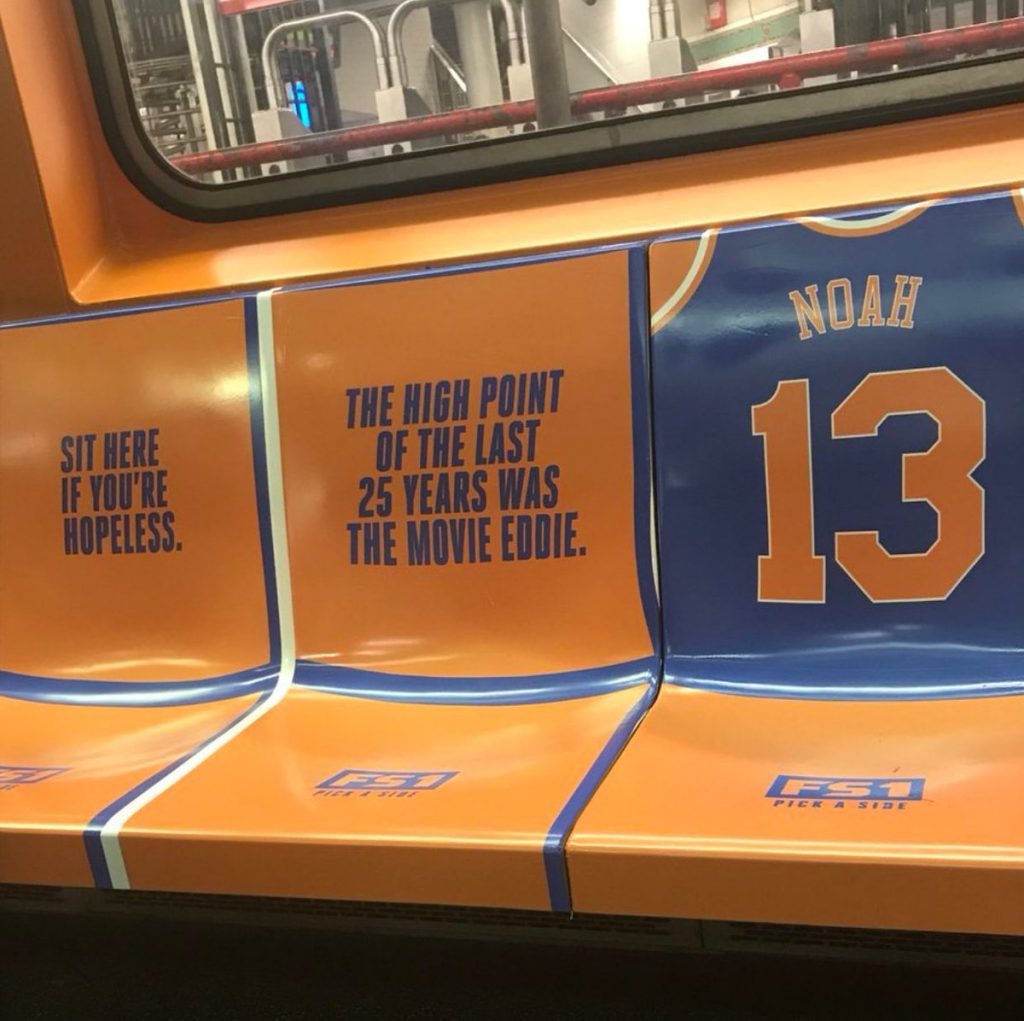 SIT HERE
IF YOU'RE
HOPELESS.
THE HIGH POINT
OF THE LAST
25 YEARS WAS
THE MOVIE EDDIE.
NOAH
13
FS1
FS1
PICK A SIDE
FS1
PICK A SIDE